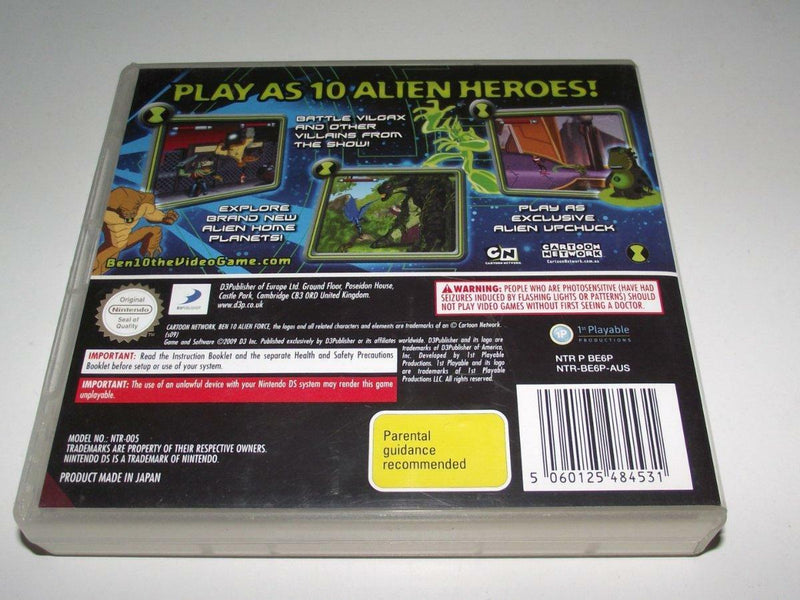 PLAY AS 10 ALIEN HEROES!
BATTLE VILGAX
AND OTHER
VILLAINS FROM
THE SHOW!
EXPLORE
BRAND NEW
ALIEN HOME
PLANETS!
PLAY AS
EXCLUSIVE
ALIEN UPCHUCK
Ben10theVideoGame.com
CN
CARTOON NETWORK
CARTOON
NETWORK
CartoonNetwork.com.au
Original
Nintendo
Seal of
Quality
D3PUBLISHER
D3Publisher of Europe Ltd. Ground Floor, Poseidon House,
Castle Park, Cambridge CB3 0RD United Kingdom.
www.d3p.co.uk
WARNING: PEOPLE WHO ARE PHOTOSENSITIVE (HAVE HAD
SEIZURES INDUCED BY FLASHING LIGHTS OR PATTERNS) SHOULD
NOT PLAY VIDEO GAMES WITHOUT FIRST SEEING A DOCTOR.
CARTOON NETWORK, BEN 10 ALIEN FORCE, the logos and all related characters and elements are trademarks of an © Cartoon Network.
(s09)
Game and Software ©2009 D3 Inc. Published exclusively by D3Publisher or its affiliates worldwide. D3Publisher and its logo are
trademarks of D3Publisher of America,
Inc. Developed by 1st Playable
Productions. 1st Playable and its logo
are trademarks of 1st Playable
Productions LLC. All rights reserved.
IMPORTANT: Read the Instruction Booklet and the separate Health and Safety Precautions
Booklet before setup or use of your system.
IMPORTANT: The use of an unlawful device with your Nintendo DS system may render this game
unplayable.
1P
1st Playable
PRODUCTIONS
NTR P BE6P
NTR-BE6P-AUS
MODEL NO.: NTR-005
TRADEMARKS ARE PROPERTY OF THEIR RESPECTIVE OWNERS.
NINTENDO DS IS A TRADEMARK OF NINTENDO.
PRODUCT MADE IN JAPAN
Parental
guidance
recommended
5 060125 484531